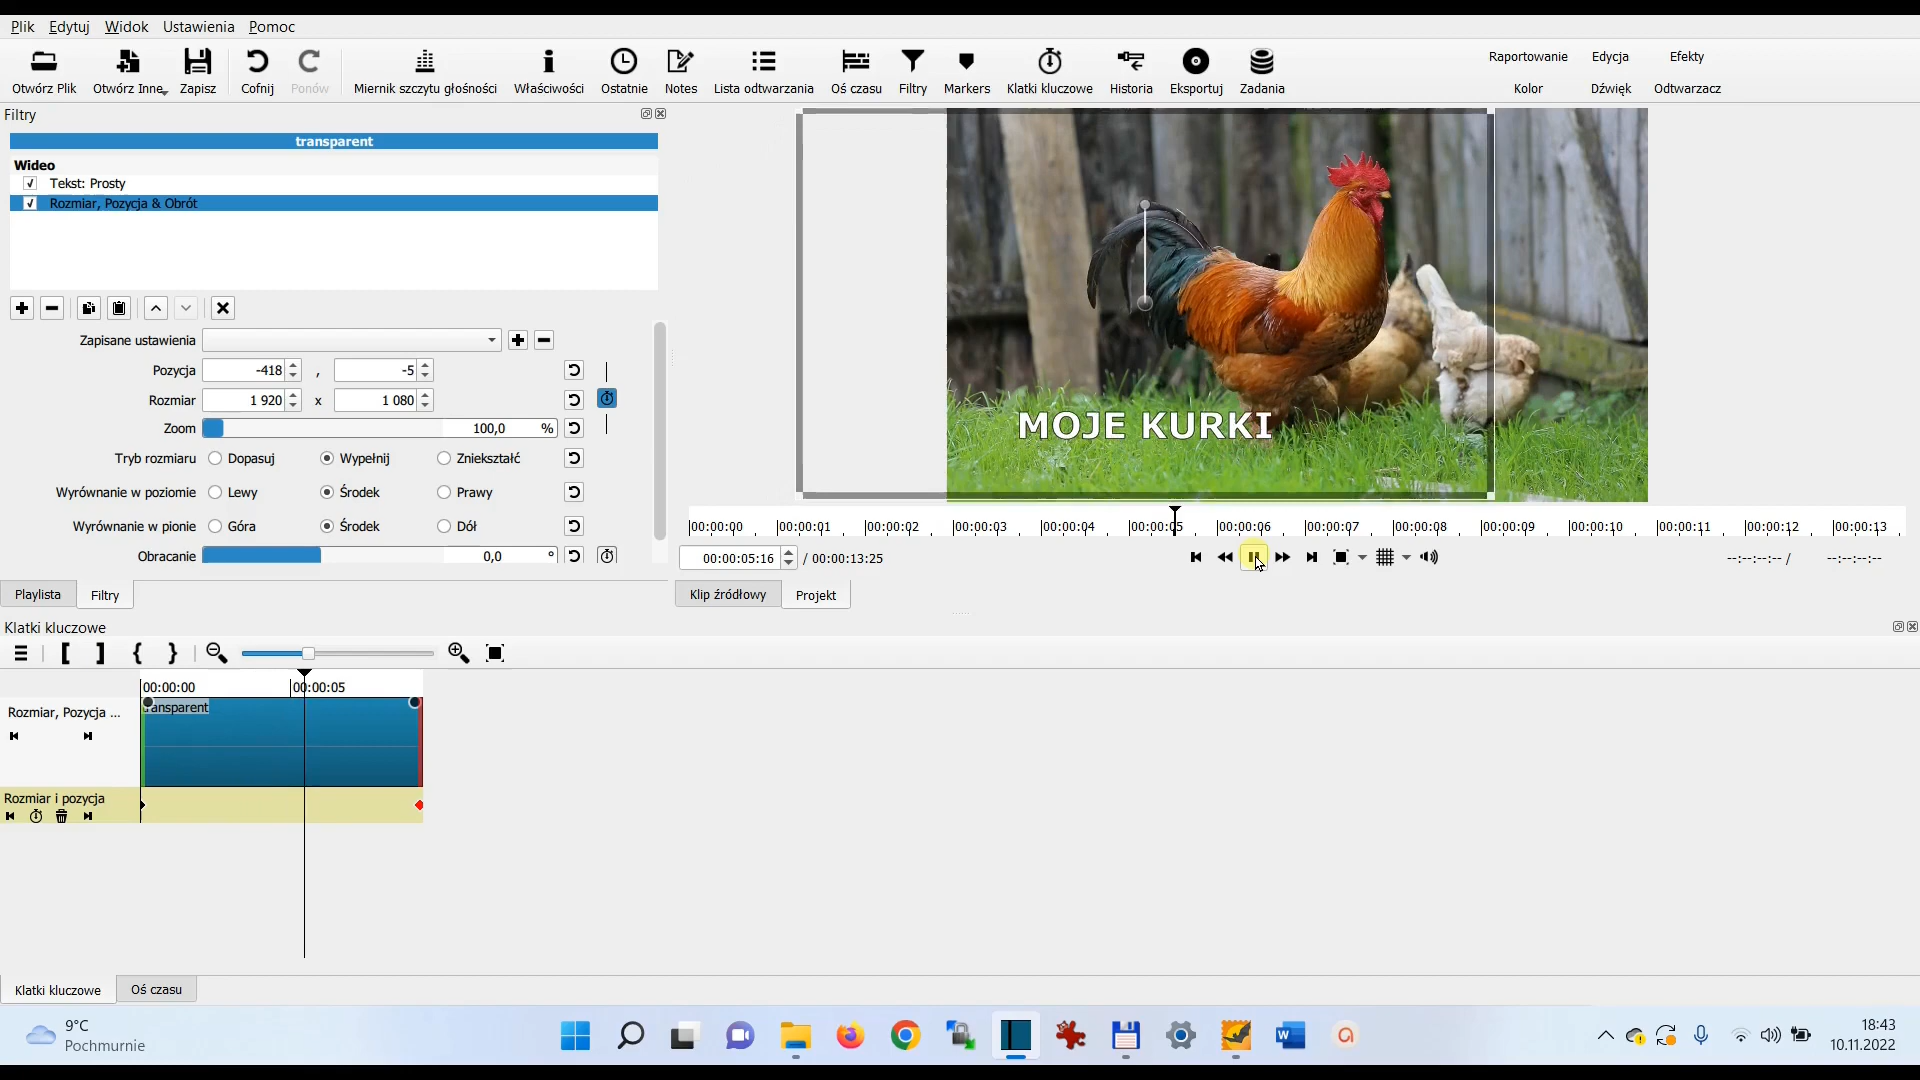 Plik Edytuj Widok Ustawienia Pomoc
Otwórz Plik Otwórz Inne Zapisz Cofnij Ponów Miernik szczytu głośności Właściwości Ostatnie Notes Lista odtwarzania Oś czasu Filtry Markers Klatki kluczowe Historia Eksportuj Zadania
Raportowanie Edycja Efekty
Kolor Dźwięk Odtwarzacz
Filtry
transparent
Wideo
Tekst: Prosty
Rozmiar, Pozycja & Obrót
Zapisane ustawienia
Pozycja -418 , -5
Rozmiar 1 920 x 1 080
Zoom 100,0 %
Tryb rozmiaru Dopasuj Wypełnij Zniekształć
Wyrównanie w poziomie Lewy Środek Prawy
Wyrównanie w pionie Góra Środek Dół
Obracanie 0,0 °
Playlista Filtry
MOJE KURKI
00:00:00 00:00:01 00:00:02 00:00:03 00:00:04 00:00:05 00:00:06 00:00:07 00:00:08 00:00:09 00:00:10 00:00:11 00:00:12 00:00:13
00:00:05:16 / 00:00:13:25
--:--:--:-- / --:--:--:--
Klip źródłowy Projekt
Klatki kluczowe
00:00:00 00:00:05
Rozmiar, Pozycja ...
transparent
Rozmiar i pozycja
Klatki kluczowe Oś czasu
9°C
Pochmurnie
18:43
10.11.2022